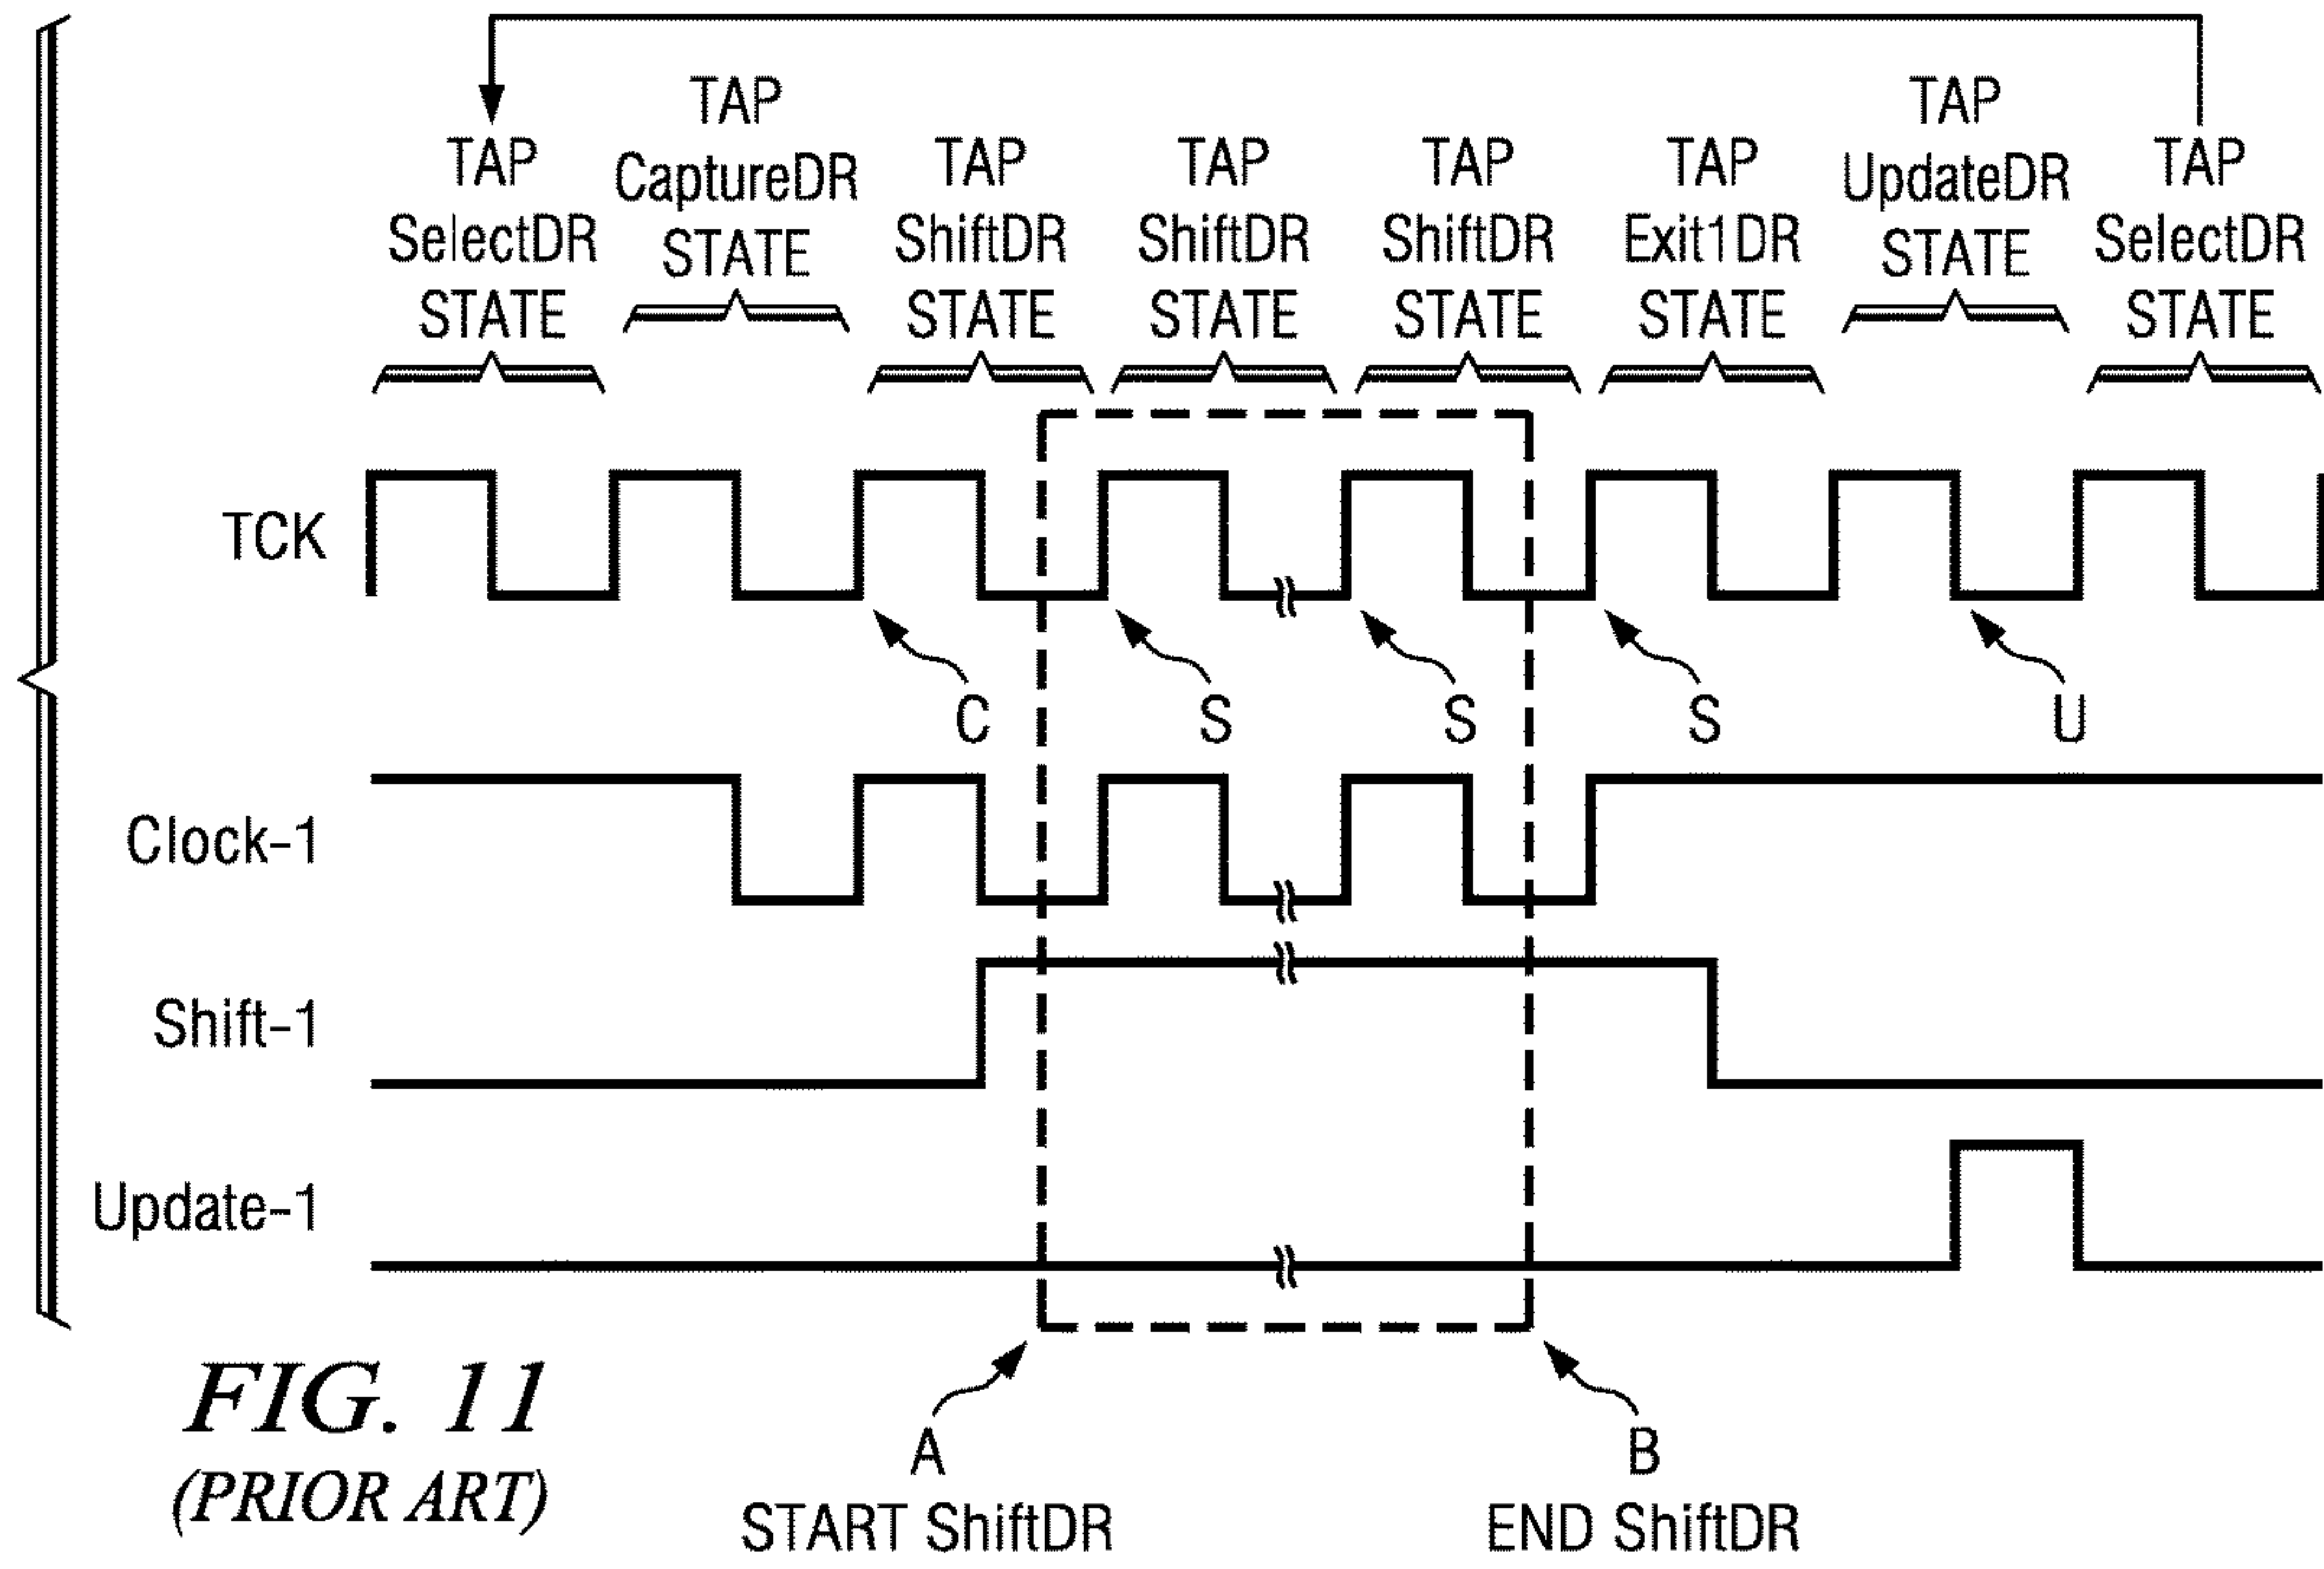 TAP
SelectDR
STATE
TAP
CaptureDR
STATE
TAP
ShiftDR
STATE
TAP
ShiftDR
STATE
TAP
ShiftDR
STATE
TAP
Exit1DR
STATE
TAP
UpdateDR
STATE
TAP
SelectDR
STATE
TCK
C
S
S
S
U
Clock-1
Shift-1
Update-1
A
START ShiftDR
B
END ShiftDR
FIG. 11
(PRIOR ART)